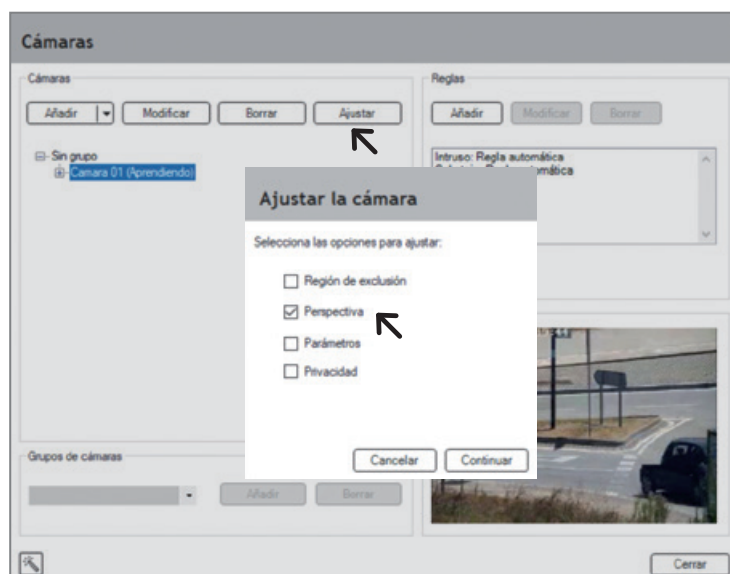 Cámaras
Cámaras
Añadir
Modificar
Borrar
Ajustar
Sin grupo
Camara 01 (Aprendiendo)
Reglas
Añadir
Modificar
Borrar
Intruso: Regla automática
mática
Ajustar la cámara
Selecciona las opciones para ajustar:
Región de exclusión
Perspectiva
Parámetros
Privacidad
Cancelar
Continuar
Grupos de cámaras
Añadir
Borrar
Cerrar